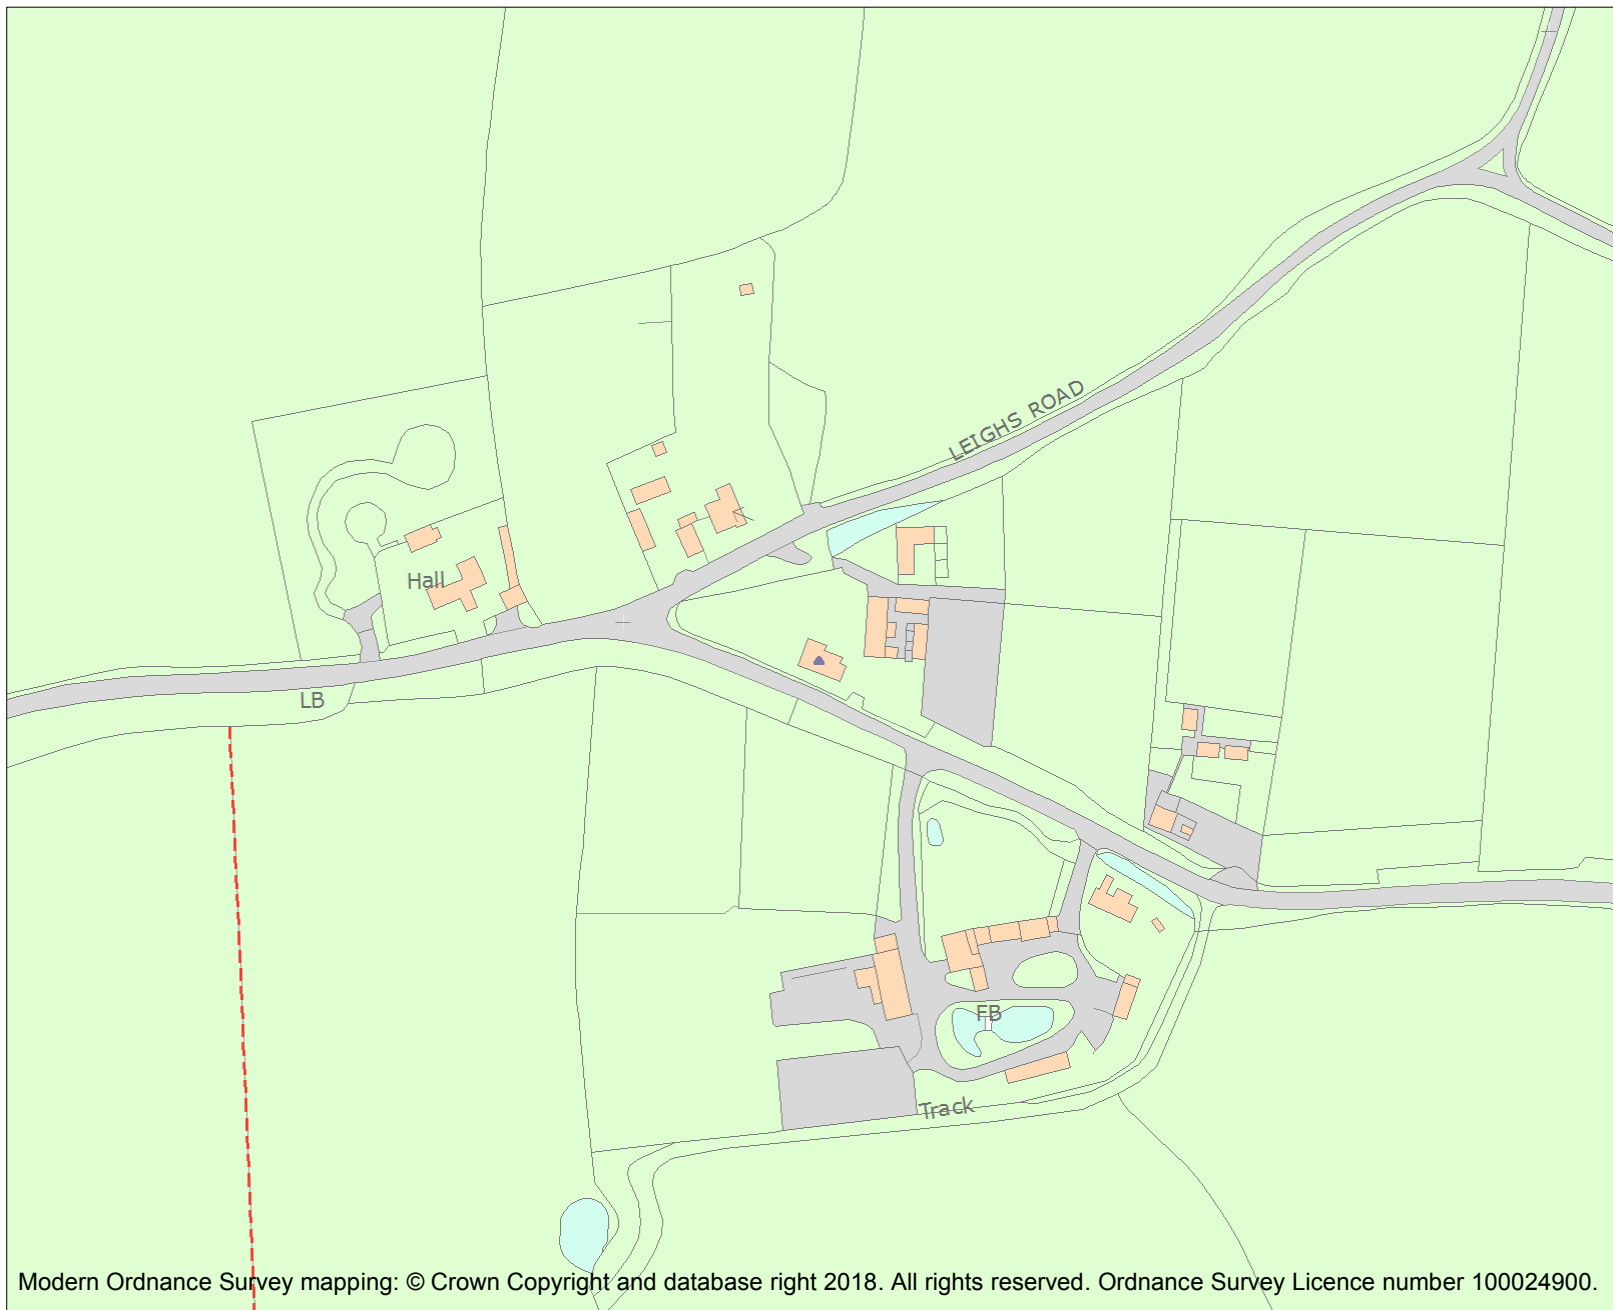 LEIGHS ROAD
Hall
LB
FB
Track
Modern Ordnance Survey mapping: © Crown Copyright and database right 2018. All rights reserved. Ordnance Survey Licence number 100024900.